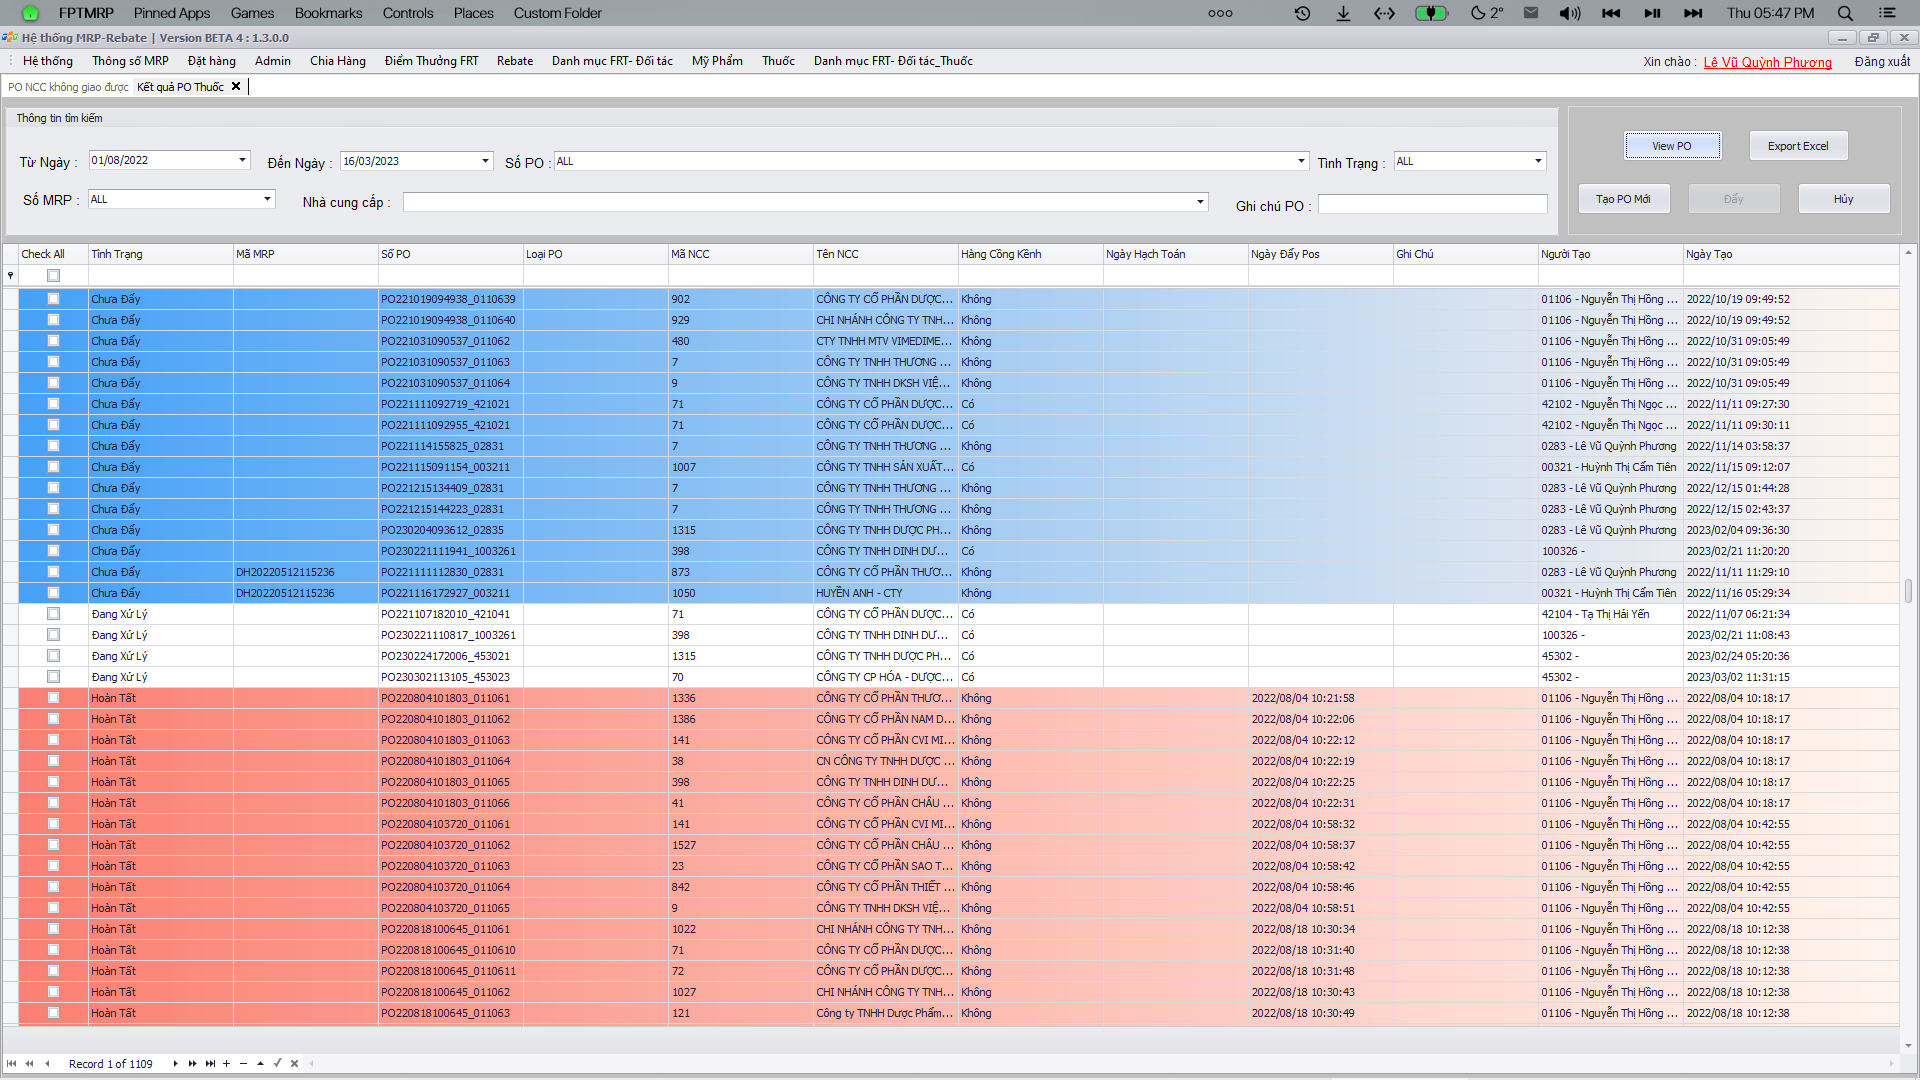 FPTMRP Pinned Apps Games Bookmarks Controls Places Custom Folder 2° Thu 05:47 PM
Hệ thống MRP-Rebate | Version BETA 4 : 1.3.0.0
Hệ thống Thông số MRP Đặt hàng Admin Chia Hàng Điểm Thưởng FRT Rebate Danh mục FRT- Đối tác Mỹ Phẩm Thuốc Danh mục FRT- Đối tác_Thuốc Xin chào : Lê Vũ Quỳnh Phương Đăng xuất
PO NCC không giao được Kết quả PO Thuốc
Thông tin tìm kiếm
Từ Ngày : 01/08/2022 Đến Ngày : 16/03/2023 Số PO : ALL Tình Trạng : ALL View PO Export Excel
Số MRP : ALL Nhà cung cấp : Ghi chú PO : Tạo PO Mới Đẩy Hủy
Check All Tình Trạng Mã MRP Số PO Loại PO Mã NCC Tên NCC Hàng Cồng Kềnh Ngày Hạch Toán Ngày Đẩy Pos Ghi Chú Người Tạo Ngày Tạo
Chưa Đẩy PO221019094938_0110639 902 CÔNG TY CỔ PHẦN DƯỢC... Không 01106 - Nguyễn Thị Hồng ... 2022/10/19 09:49:52
Chưa Đẩy PO221019094938_0110640 929 CHI NHÁNH CÔNG TY TNH... Không 01106 - Nguyễn Thị Hồng ... 2022/10/19 09:49:52
Chưa Đẩy PO221031090537_011062 480 CTY TNHH MTV VIMEDIME... Không 01106 - Nguyễn Thị Hồng ... 2022/10/31 09:05:49
Chưa Đẩy PO221031090537_011063 7 CÔNG TY TNHH THƯƠNG ... Không 01106 - Nguyễn Thị Hồng ... 2022/10/31 09:05:49
Chưa Đẩy PO221031090537_011064 9 CÔNG TY TNHH DKSH VIỆ... Không 01106 - Nguyễn Thị Hồng ... 2022/10/31 09:05:49
Chưa Đẩy PO221111092719_421021 71 CÔNG TY CỔ PHẦN DƯỢC... Có 42102 - Nguyễn Thị Ngọc ... 2022/11/11 09:27:30
Chưa Đẩy PO221111092955_421021 71 CÔNG TY CỔ PHẦN DƯỢC... Có 42102 - Nguyễn Thị Ngọc ... 2022/11/11 09:30:11
Chưa Đẩy PO221114155825_02831 7 CÔNG TY TNHH THƯƠNG ... Không 0283 - Lê Vũ Quỳnh Phương 2022/11/14 03:58:37
Chưa Đẩy PO221115091154_003211 1007 CÔNG TY TNHH SẢN XUẤT... Có 00321 - Huỳnh Thị Cẩm Tiên 2022/11/15 09:12:07
Chưa Đẩy PO221215134409_02831 7 CÔNG TY TNHH THƯƠNG ... Không 0283 - Lê Vũ Quỳnh Phương 2022/12/15 01:44:28
Chưa Đẩy PO221215144223_02831 7 CÔNG TY TNHH THƯƠNG ... Không 0283 - Lê Vũ Quỳnh Phương 2022/12/15 02:43:37
Chưa Đẩy PO230204093612_02835 1315 CÔNG TY TNHH DƯỢC PH... Không 0283 - Lê Vũ Quỳnh Phương 2023/02/04 09:36:30
Chưa Đẩy PO230221111941_1003261 398 CÔNG TY TNHH DINH DƯ... Có 100326 - 2023/02/21 11:20:20
Chưa Đẩy DH20220512115236 PO221111112830_02831 873 CÔNG TY CỔ PHẦN THƯƠ... Không 0283 - Lê Vũ Quỳnh Phương 2022/11/11 11:29:10
Chưa Đẩy DH20220512115236 PO221116172927_003211 1050 HUYỀN ANH - CTY Không 00321 - Huỳnh Thị Cẩm Tiên 2022/11/16 05:29:34
Đang Xử Lý PO221107182010_421041 71 CÔNG TY CỔ PHẦN DƯỢC... Có 42104 - Tạ Thị Hải Yến 2022/11/07 06:21:34
Đang Xử Lý PO230221110817_1003261 398 CÔNG TY TNHH DINH DƯ... Có 100326 - 2023/02/21 11:08:43
Đang Xử Lý PO230224172006_453021 1315 CÔNG TY TNHH DƯỢC PH... Có 45302 - 2023/02/24 05:20:36
Đang Xử Lý PO230302113105_453023 70 CÔNG TY CP HÓA - DƯỢC... Có 45302 - 2023/03/02 11:31:15
Hoàn Tất PO220804101803_011061 1336 CÔNG TY CỔ PHẦN THƯƠ... Không 2022/08/04 10:21:58 01106 - Nguyễn Thị Hồng ... 2022/08/04 10:18:17
Hoàn Tất PO220804101803_011062 1386 CÔNG TY CỔ PHẦN NAM D... Không 2022/08/04 10:22:06 01106 - Nguyễn Thị Hồng ... 2022/08/04 10:18:17
Hoàn Tất PO220804101803_011063 141 CÔNG TY CỔ PHẦN CVI MI... Không 2022/08/04 10:22:12 01106 - Nguyễn Thị Hồng ... 2022/08/04 10:18:17
Hoàn Tất PO220804101803_011064 38 CN CÔNG TY TNHH DƯỢC ... Không 2022/08/04 10:22:19 01106 - Nguyễn Thị Hồng ... 2022/08/04 10:18:17
Hoàn Tất PO220804101803_011065 398 CÔNG TY TNHH DINH DƯ... Không 2022/08/04 10:22:25 01106 - Nguyễn Thị Hồng ... 2022/08/04 10:18:17
Hoàn Tất PO220804101803_011066 41 CÔNG TY CỔ PHẦN CHÂU ... Không 2022/08/04 10:22:31 01106 - Nguyễn Thị Hồng ... 2022/08/04 10:18:17
Hoàn Tất PO220804103720_011061 141 CÔNG TY CỔ PHẦN CVI MI... Không 2022/08/04 10:58:32 01106 - Nguyễn Thị Hồng ... 2022/08/04 10:42:55
Hoàn Tất PO220804103720_011062 1527 CÔNG TY CỔ PHẦN CHÂU ... Không 2022/08/04 10:58:37 01106 - Nguyễn Thị Hồng ... 2022/08/04 10:42:55
Hoàn Tất PO220804103720_011063 23 CÔNG TY CỔ PHẦN SAO T... Không 2022/08/04 10:58:42 01106 - Nguyễn Thị Hồng ... 2022/08/04 10:42:55
Hoàn Tất PO220804103720_011064 842 CÔNG TY CỔ PHẦN THIẾT ... Không 2022/08/04 10:58:46 01106 - Nguyễn Thị Hồng ... 2022/08/04 10:42:55
Hoàn Tất PO220804103720_011065 9 CÔNG TY TNHH DKSH VIỆ... Không 2022/08/04 10:58:51 01106 - Nguyễn Thị Hồng ... 2022/08/04 10:42:55
Hoàn Tất PO220818100645_011061 1022 CHI NHÁNH CÔNG TY TNH... Không 2022/08/18 10:30:34 01106 - Nguyễn Thị Hồng ... 2022/08/18 10:12:38
Hoàn Tất PO220818100645_0110610 71 CÔNG TY CỔ PHẦN DƯỢC... Không 2022/08/18 10:31:40 01106 - Nguyễn Thị Hồng ... 2022/08/18 10:12:38
Hoàn Tất PO220818100645_0110611 72 CÔNG TY CỔ PHẦN DƯỢC... Không 2022/08/18 10:31:48 01106 - Nguyễn Thị Hồng ... 2022/08/18 10:12:38
Hoàn Tất PO220818100645_011062 1027 CHI NHÁNH CÔNG TY TNH... Không 2022/08/18 10:30:43 01106 - Nguyễn Thị Hồng ... 2022/08/18 10:12:38
Hoàn Tất PO220818100645_011063 121 Công ty TNHH Dược Phẩm... Không 2022/08/18 10:30:49 01106 - Nguyễn Thị Hồng ... 2022/08/18 10:12:38
Record 1 of 1109